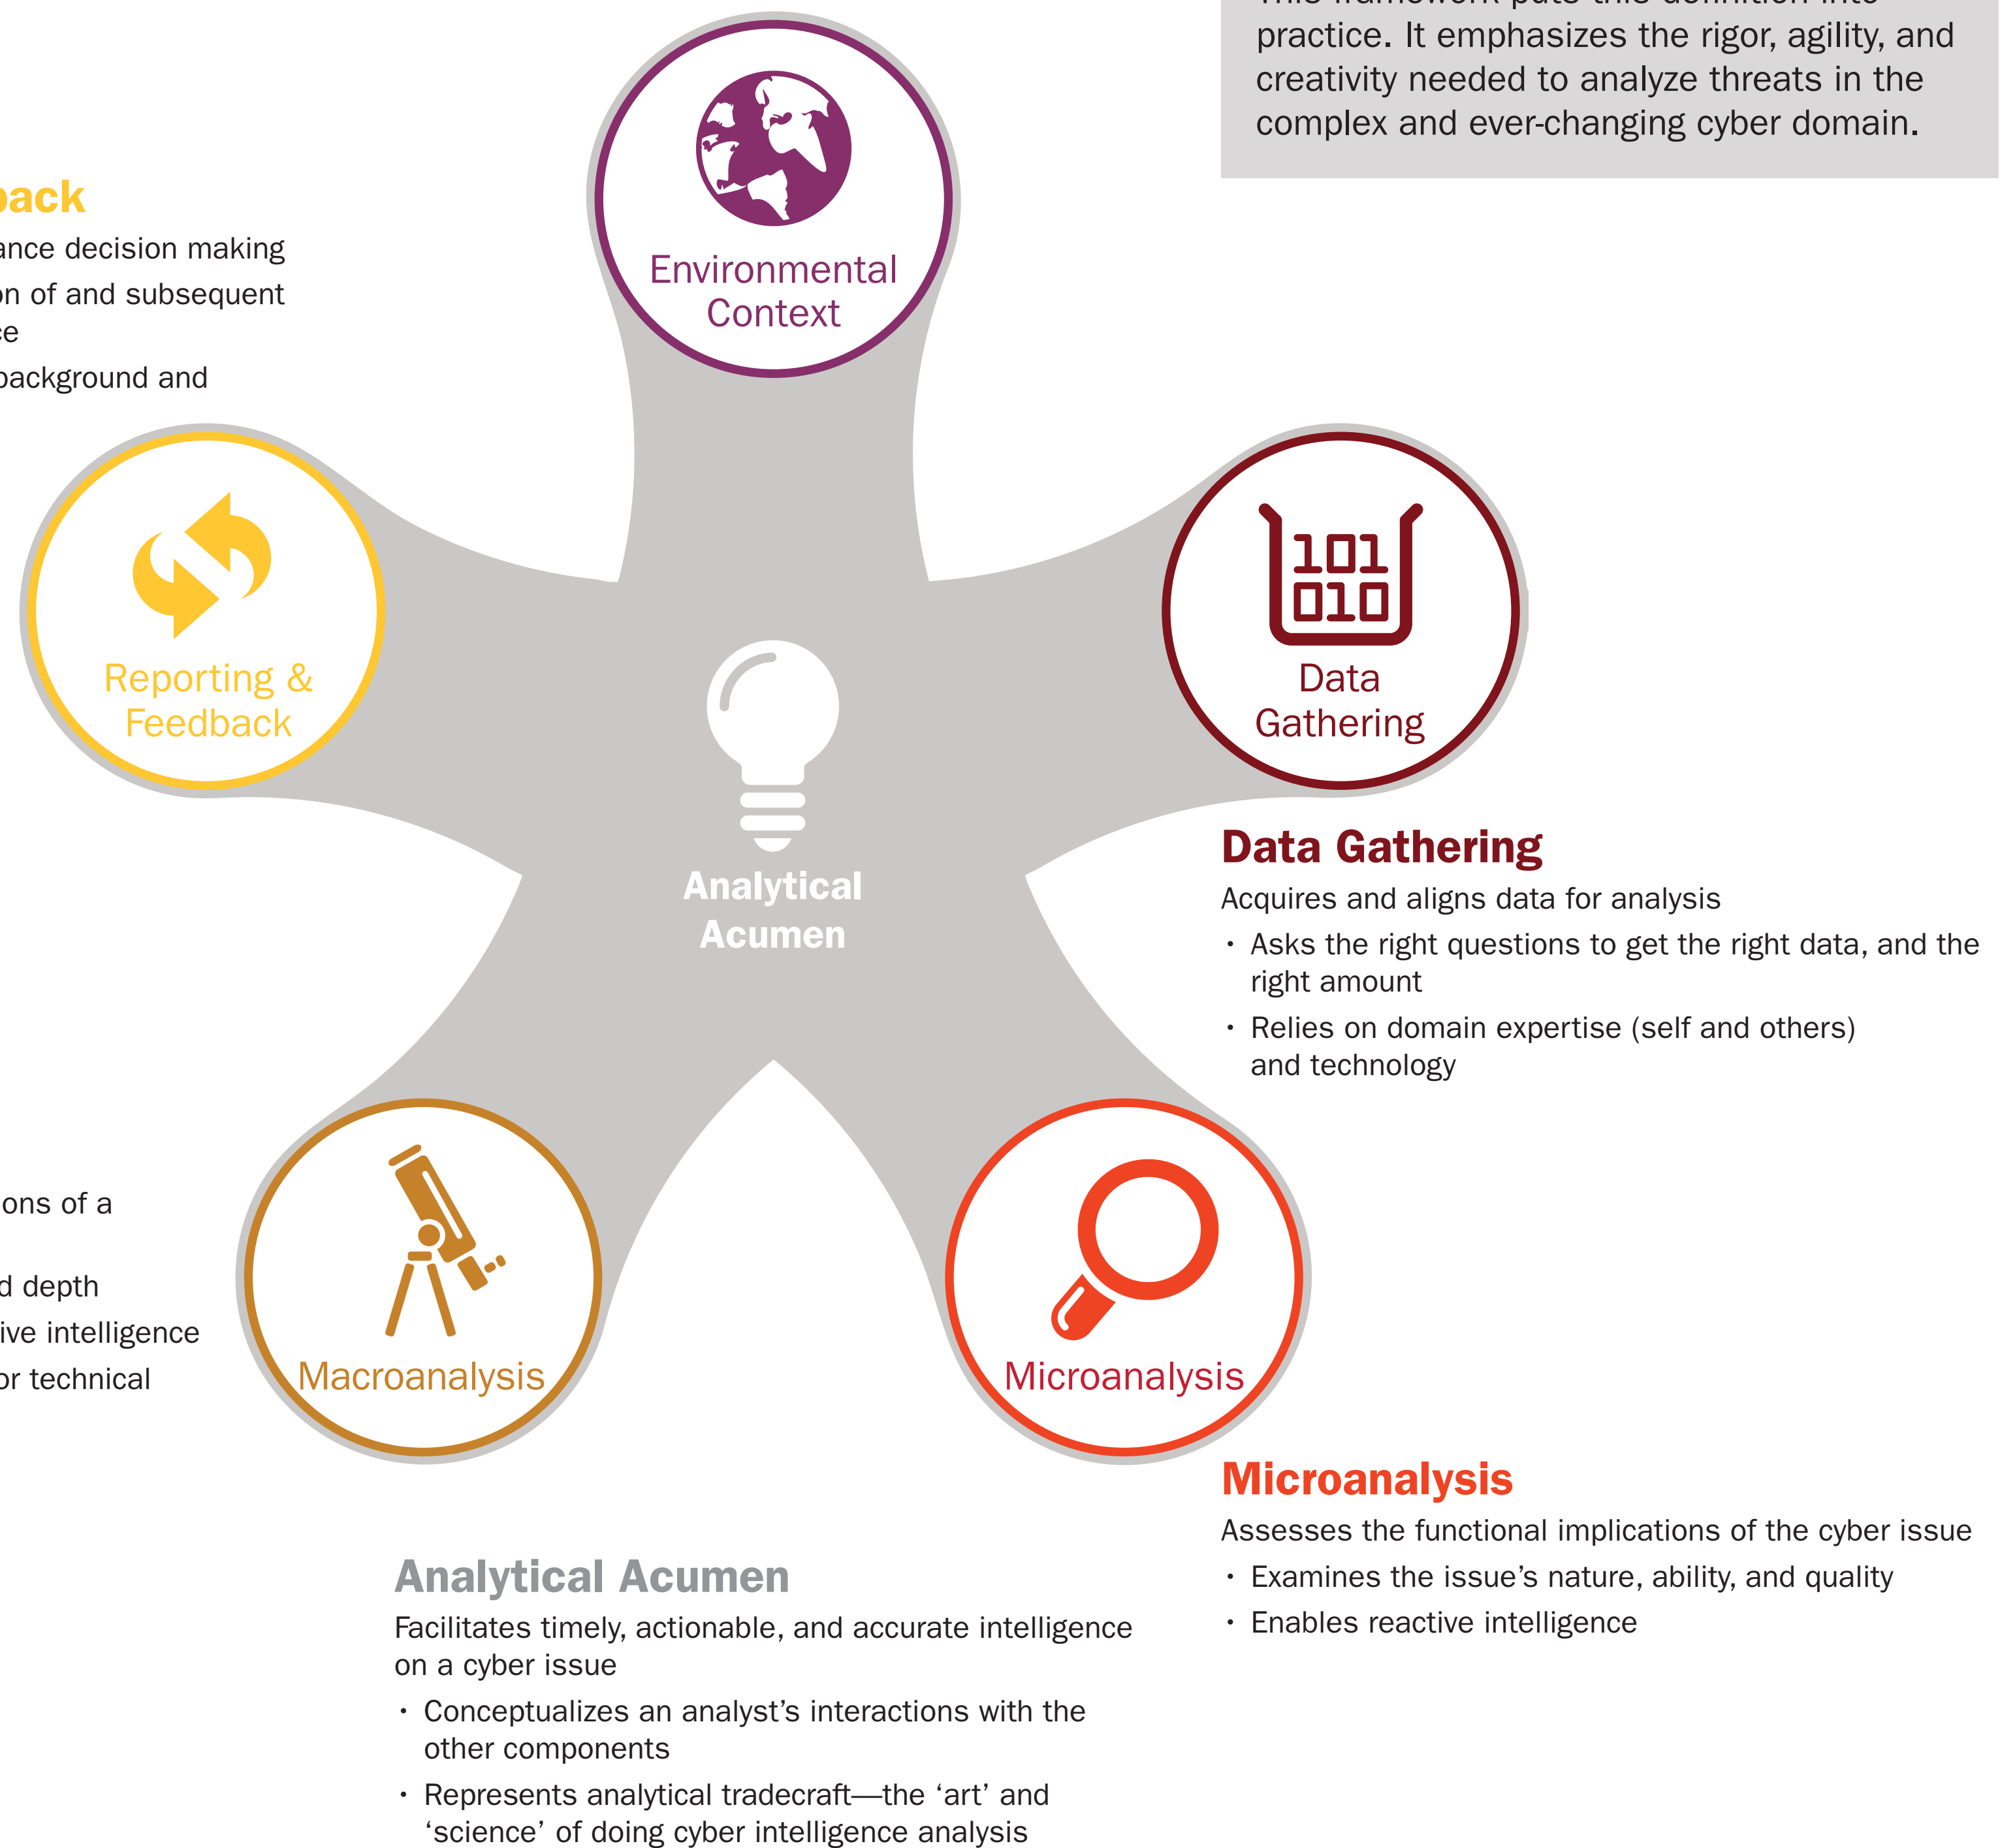 practice. It emphasizes the rigor, agility, and
creativity needed to analyze threats in the
complex and ever-changing cyber domain.
Environmental
Context
decision making
of and subsequent
background and
Reporting &
Feedback
101
010
Data
Gathering
Analytical
Acumen
Data Gathering
Acquires and aligns data for analysis
• Asks the right questions to get the right data, and the
right amount
• Relies on domain expertise (self and others)
and technology
of a
depth
intelligence
or technical
Macroanalysis
Microanalysis
Microanalysis
Assesses the functional implications of the cyber issue
• Examines the issue’s nature, ability, and quality
• Enables reactive intelligence
Analytical Acumen
Facilitates timely, actionable, and accurate intelligence
on a cyber issue
• Conceptualizes an analyst’s interactions with the
other components
• Represents analytical tradecraft—the ‘art’ and
‘science’ of doing cyber intelligence analysis